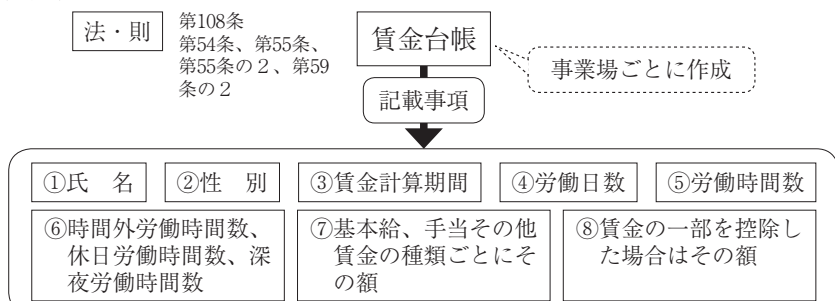 法・則
第108条
第54条、第55条、
第55条の2、第59
条の2
賃金台帳
事業場ごとに作成
記載事項
①氏　名
②性　別
③賃金計算期間
④労働日数
⑤労働時間数
⑥時間外労働時間数、
休日労働時間数、深
夜労働時間数
⑦基本給、手当その他
賃金の種類ごとにそ
の額
⑧賃金の一部を控除し
た場合はその額